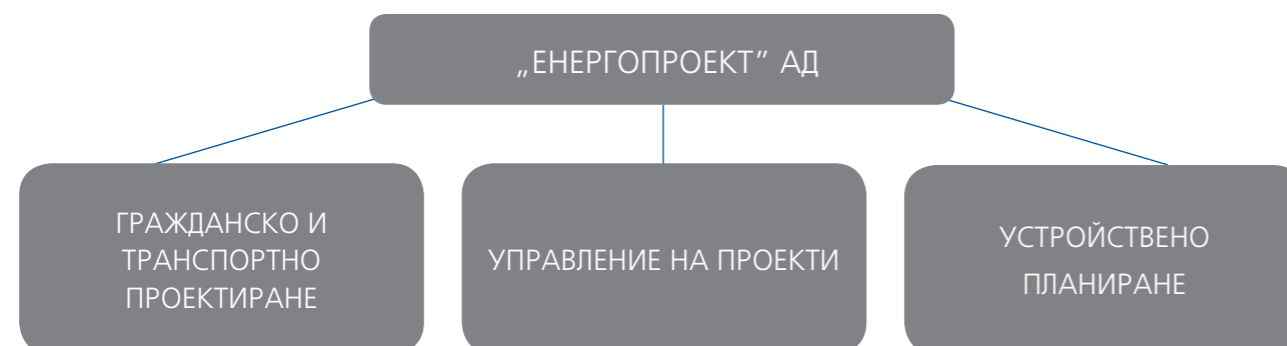 „ЕНЕРГОПРОЕКТ” АД
ГРАЖДАНСКО И
ТРАНСПОРТНО
ПРОЕКТИРАНЕ
УПРАВЛЕНИЕ НА ПРОЕКТИ
УСТРОЙСТВЕНО
ПЛАНИРАНЕ